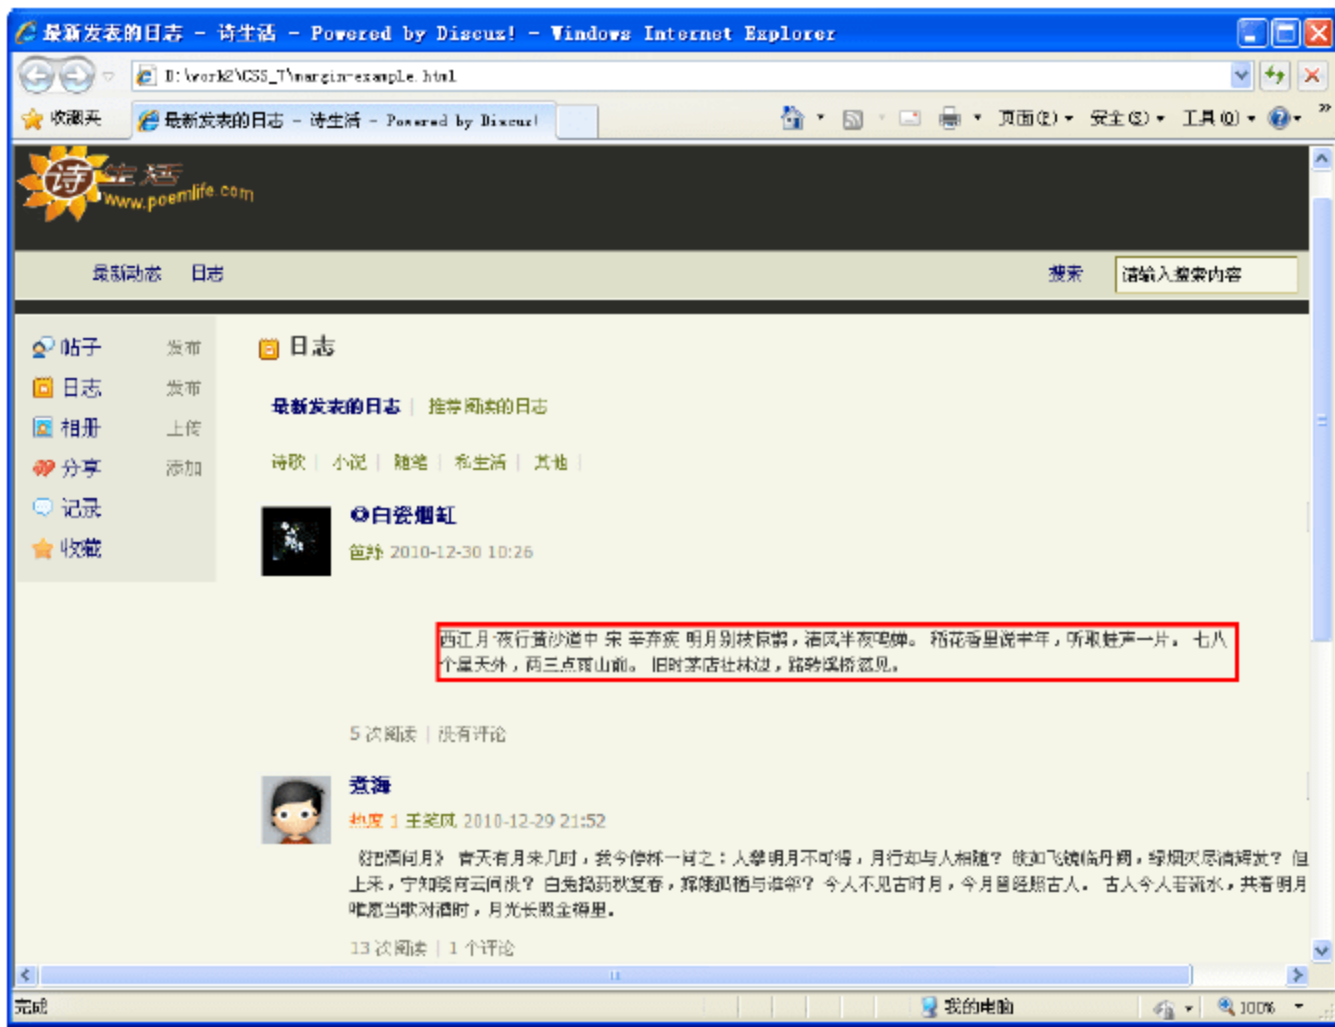 最新发表的日志 - 诗生活 - Powered by Discuz! - Windows Internet Explorer
D:\work2\CSS_T\margin-example.html
收藏夹 最新发表的日志 - 诗生活 - Powered by Discuz! 页面(P) 安全(S) 工具(O) »
诗生活
www.poemlife.com
最新动态 日志 搜索 请输入搜索内容
帖子 发布
日志 发布
相册 上传
分享 添加
记录
收藏
日志
最新发表的日志 | 推荐阅读的日志
诗歌 | 小说 | 随笔 | 私生活 | 其他 |
白瓷烟缸
2010-12-30 10:26
西江月·夜行黄沙道中 宋 辛弃疾 明月别枝惊鹊，清风半夜鸣蝉。 稻花香里说丰年，听取蛙声一片。 七八
个星天外，两三点雨山前。 旧时茅店社林边，路转溪桥忽见。
5 次阅读 | 没有评论
煮海
热度 1 王笑风 2010-12-29 21:52
《把酒问月》 青天有月来几时，我今停杯一问之：人攀明月不可得，月行却与人相随？ 皎如飞镜临丹阙，绿烟灭尽清辉发？ 但
上来，宁知晓向云间没？ 白兔捣药秋复春，嫦娥孤栖与谁邻？ 今人不见古时月，今月曾经照古人。 古人今人若流水，共看明月
唯愿当歌对酒时，月光长照金樽里。
13 次阅读 | 1 个评论
完成 我的电脑 100%